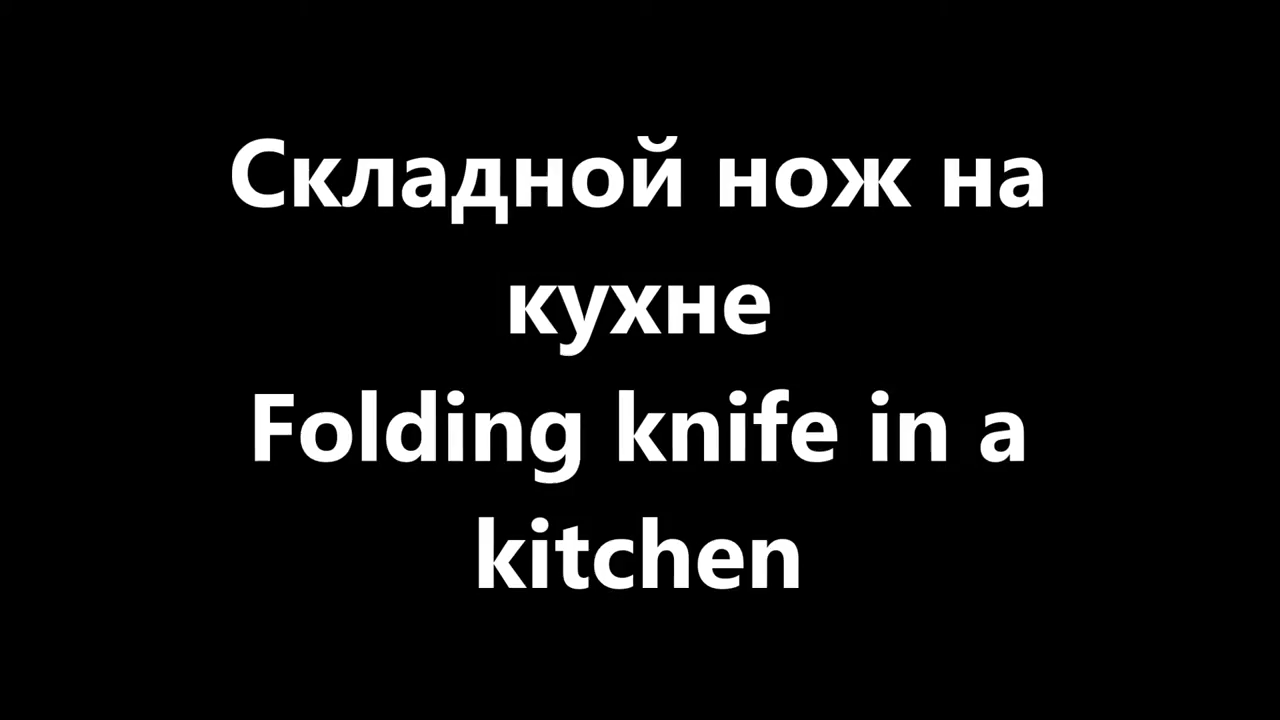 Складной нож на
кухне
Folding knife in a
kitchen